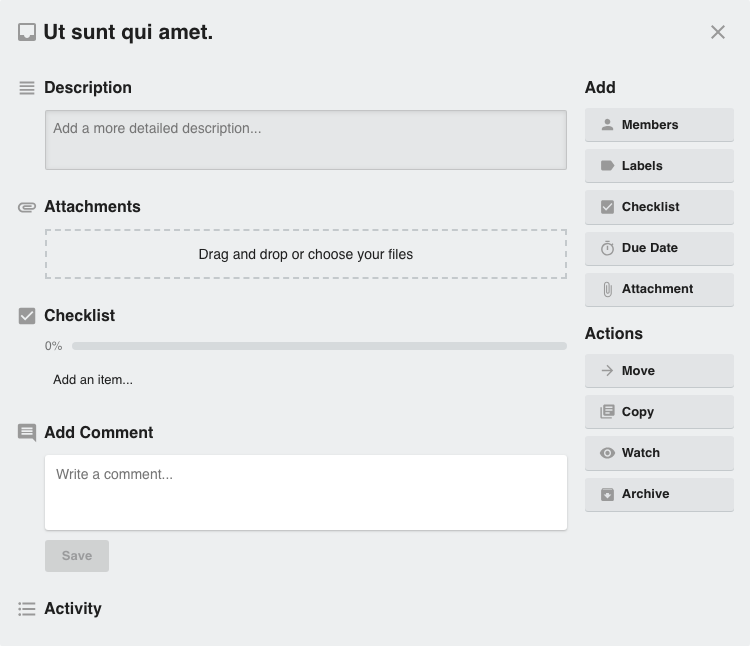 Ut sunt qui amet.
Description
Add a more detailed description...
Attachments
Drag and drop or choose your files
Checklist
0%
Add an item...
Add Comment
Write a comment...
Save
Activity
Add
Members
Labels
Checklist
Due Date
Attachment
Actions
Move
Copy
Watch
Archive